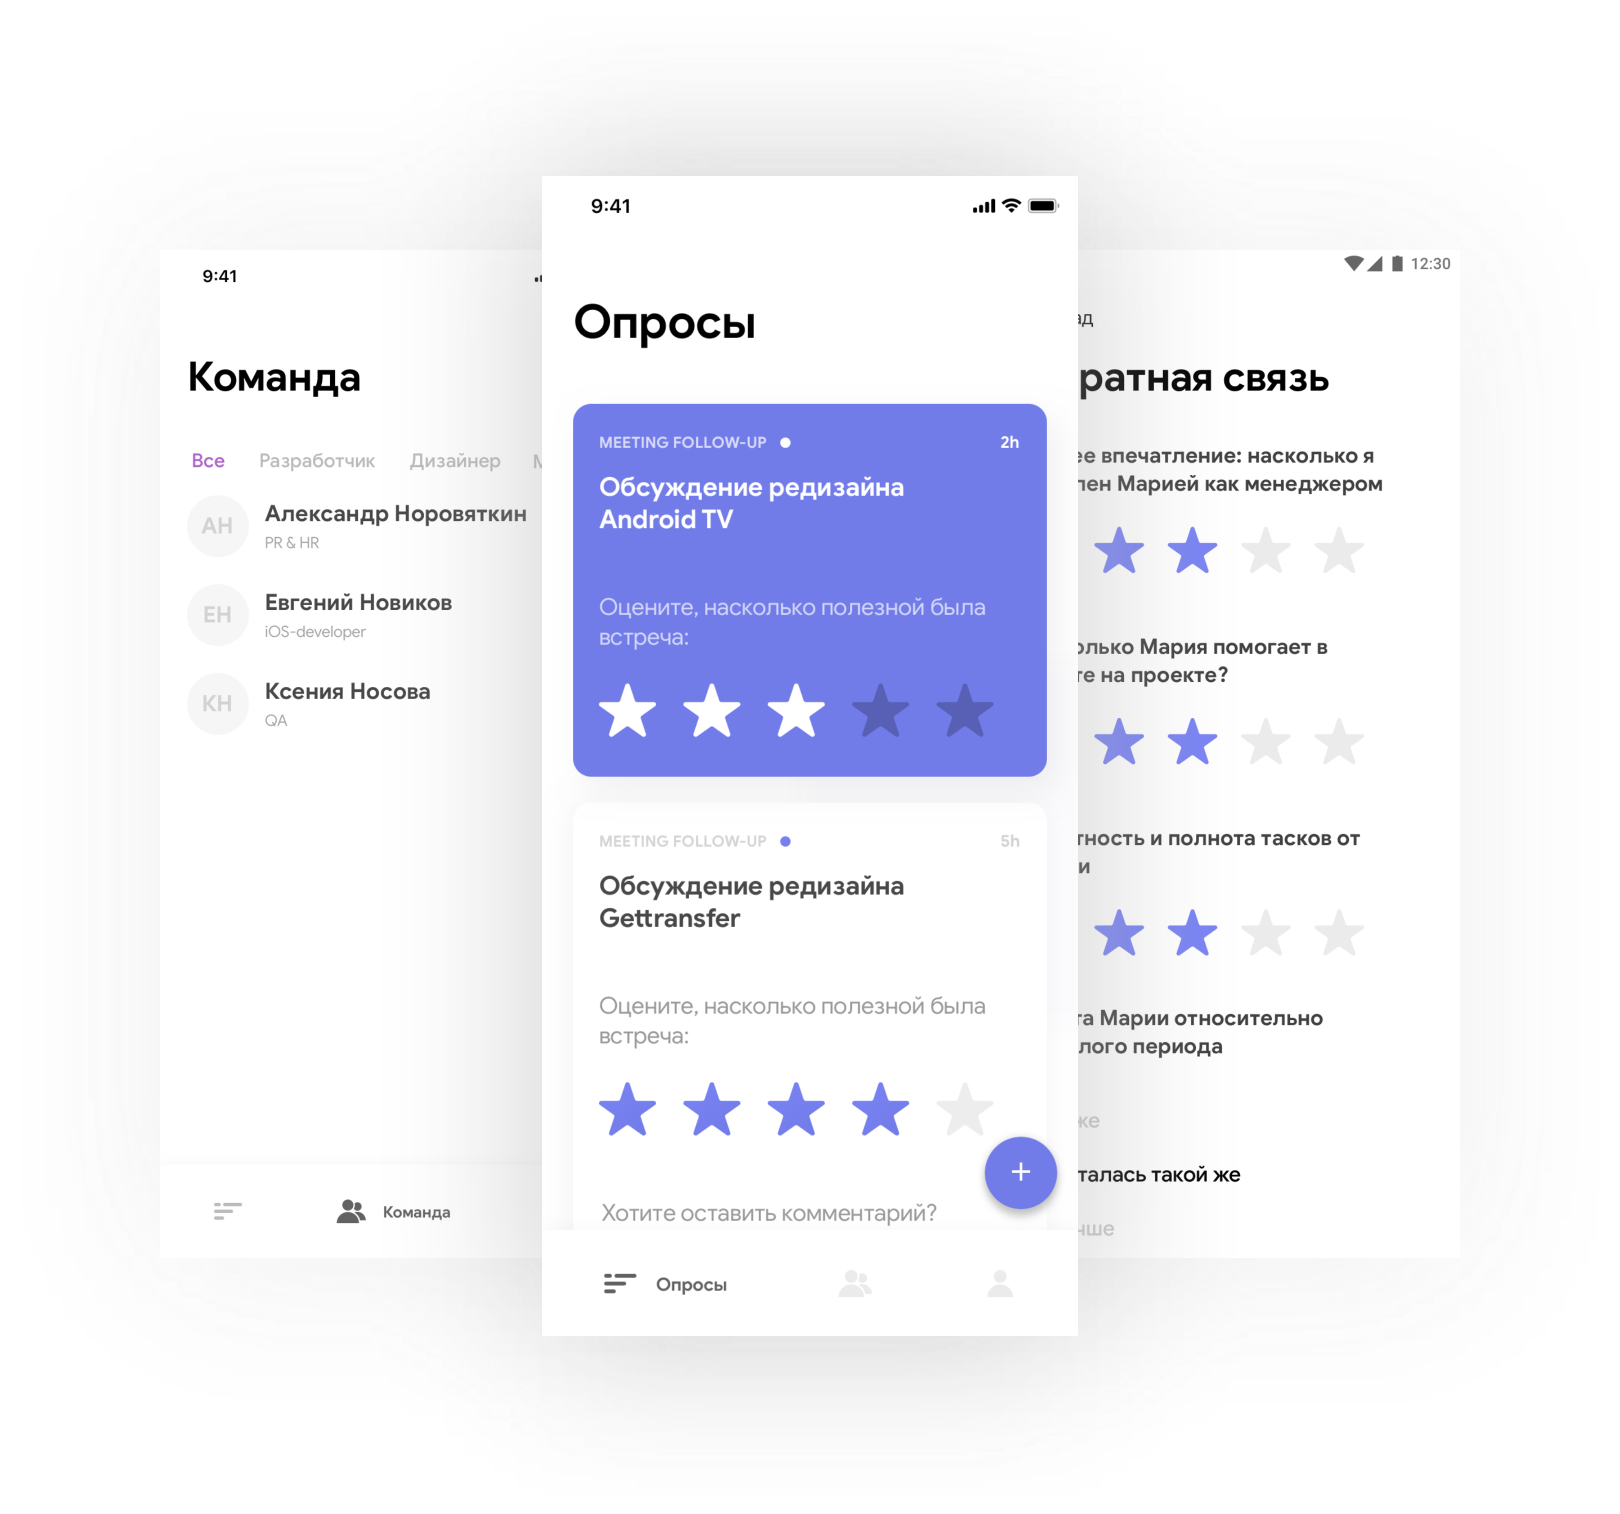 9:41
Команда
Все Разработчик Дизайнер
АН
Александр Норовяткин
PR & HR
ЕН
Евгений Новиков
iOS-developer
КН
Ксения Носова
QA
Команда
9:41
Опросы
MEETING FOLLOW-UP 2h
Обсуждение редизайна
Android TV
Оцените, насколько полезной была
встреча:
MEETING FOLLOW-UP 5h
Обсуждение редизайна
Gettransfer
Оцените, насколько полезной была
встреча:
Хотите оставить комментарий?
Опросы
12:30
ад
ратная связь
ее впечатление: насколько я
лен Марией как менеджером
олько Мария помогает в
те на проекте?
тность и полнота тасков от
и
та Марии относительно
лого периода
же
талась такой же
чше